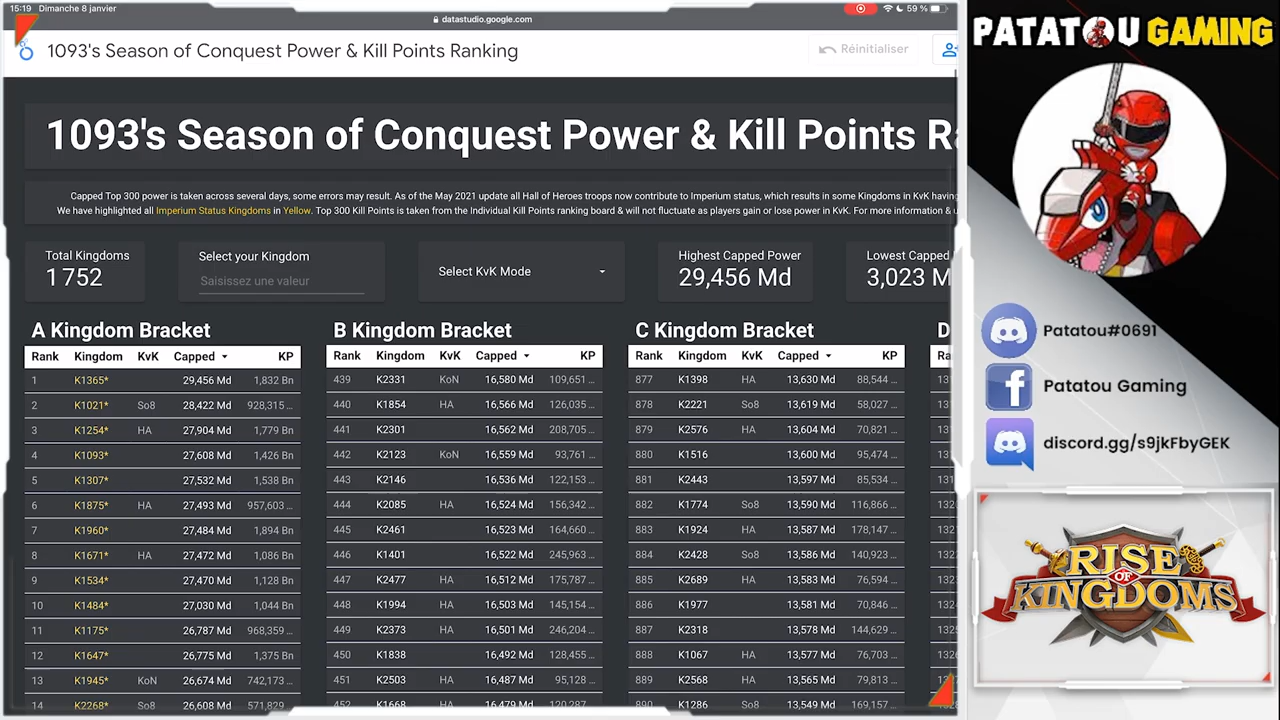 15:19 Dimanche 8 janvier
59 %
datastudio.google.com
1093's Season of Conquest Power & Kill Points Ranking
Réinitialiser
1093's Season of Conquest Power & Kill Points R
Capped Top 300 power is taken across several days, some errors may result. As of the May 2021 update all Hall of Heroes troops now contribute to Imperium status, which results in some Kingdoms in KvK having
We have highlighted all Imperium Status Kingdoms in Yellow. Top 300 Kill Points is taken from the Individual Kill Points ranking board & will not fluctuate as players gain or lose power in KvK. For more information &
Total Kingdoms
1 752
Select your Kingdom
Saisissez une valeur
Select KvK Mode
Highest Capped Power
29,456 Md
Lowest Capped
3,023 M
A Kingdom Bracket
Rank Kingdom KvK Capped KP
1 K1365* 29,456 Md 1,832 Bn
2 K1021* So8 28,422 Md 928,315 ...
3 K1254* HA 27,904 Md 1,779 Bn
4 K1093* 27,608 Md 1,426 Bn
5 K1307* 27,532 Md 1,538 Bn
6 K1875* HA 27,493 Md 957,603 ...
7 K1960* 27,484 Md 1,894 Bn
8 K1671* HA 27,472 Md 1,086 Bn
9 K1534* 27,470 Md 1,128 Bn
10 K1484* 27,030 Md 1,044 Bn
11 K1175* 26,787 Md 968,359 ...
12 K1647* 26,775 Md 1,375 Bn
13 K1945* KoN 26,674 Md 742,173 ...
14 K2268* So8 26,608 Md 571,829
B Kingdom Bracket
Rank Kingdom KvK Capped KP
439 K2331 KoN 16,580 Md 109,651 ...
440 K1854 HA 16,566 Md 126,035 ...
441 K2301 16,562 Md 208,705 ...
442 K2123 KoN 16,559 Md 93,761 ...
443 K2146 16,536 Md 122,153 ...
444 K2085 HA 16,524 Md 156,342 ...
445 K2461 16,523 Md 164,660 ...
446 K1401 16,522 Md 245,963 ...
447 K2477 HA 16,512 Md 175,787 ...
448 K1994 HA 16,503 Md 145,154 ...
449 K2373 HA 16,501 Md 246,204 ...
450 K1838 16,492 Md 128,455 ...
451 K2503 HA 16,487 Md 95,128 ...
452 K1668 HA 16,479 Md 120,287
C Kingdom Bracket
Rank Kingdom KvK Capped KP
877 K1398 HA 13,630 Md 88,544 ...
878 K2221 So8 13,619 Md 58,027 ...
879 K2576 HA 13,604 Md 70,821 ...
880 K1516 13,600 Md 95,474 ...
881 K2443 13,597 Md 85,534 ...
882 K1774 So8 13,590 Md 116,866 ...
883 K1924 HA 13,587 Md 178,147 ...
884 K2428 So8 13,586 Md 140,923 ...
885 K2689 HA 13,583 Md 76,594 ...
886 K1977 13,581 Md 70,846 ...
887 K2318 13,578 Md 144,629 ...
888 K1067 HA 13,577 Md 76,703 ...
889 K2568 HA 13,565 Md 79,813 ...
890 K1286 So8 13,549 Md 169,157 ...
D
Ra
PATATOU GAMING
Patatou#0691
Patatou Gaming
discord.gg/s9jkFbyGEK
RISE
OF
KINGDOMS